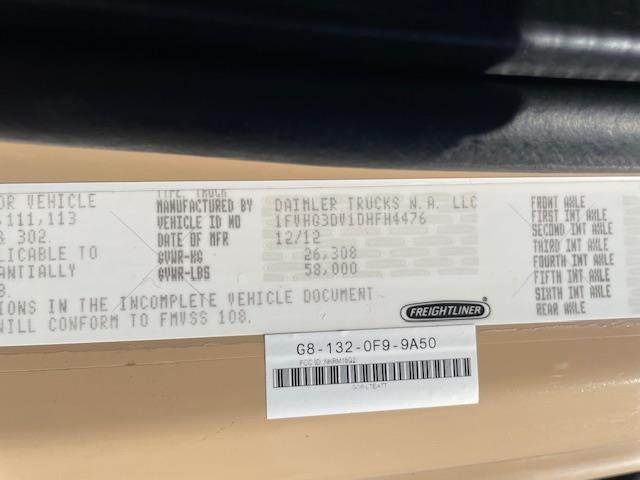 OR VEHICLE
111,113
& 302.
LICABLE TO
STANTIALLY
IONS IN THE INCOMPLETE VEHICLE DOCUMENT
WILL CONFORM TO FMVSS 108.
TYPE TRUCK
MANUFACTURED BY DAIMLER TRUCKS N.A. LLC
VEHICLE ID NO 1FVHG3DV1DHFH4476
DATE OF MFR 12/12
GVWR-KG 26,308
GVWR-LBS 58,000
FRONT AXLE
FIRST INT AXLE
SECOND INT AXLE
THIRD INT AXLE
FOURTH INT AXLE
FIFTH INT AXLE
SIXTH INT AXLE
REAR AXLE
FREIGHTLINER
G8-132-0F9-9A50
FCC ID: